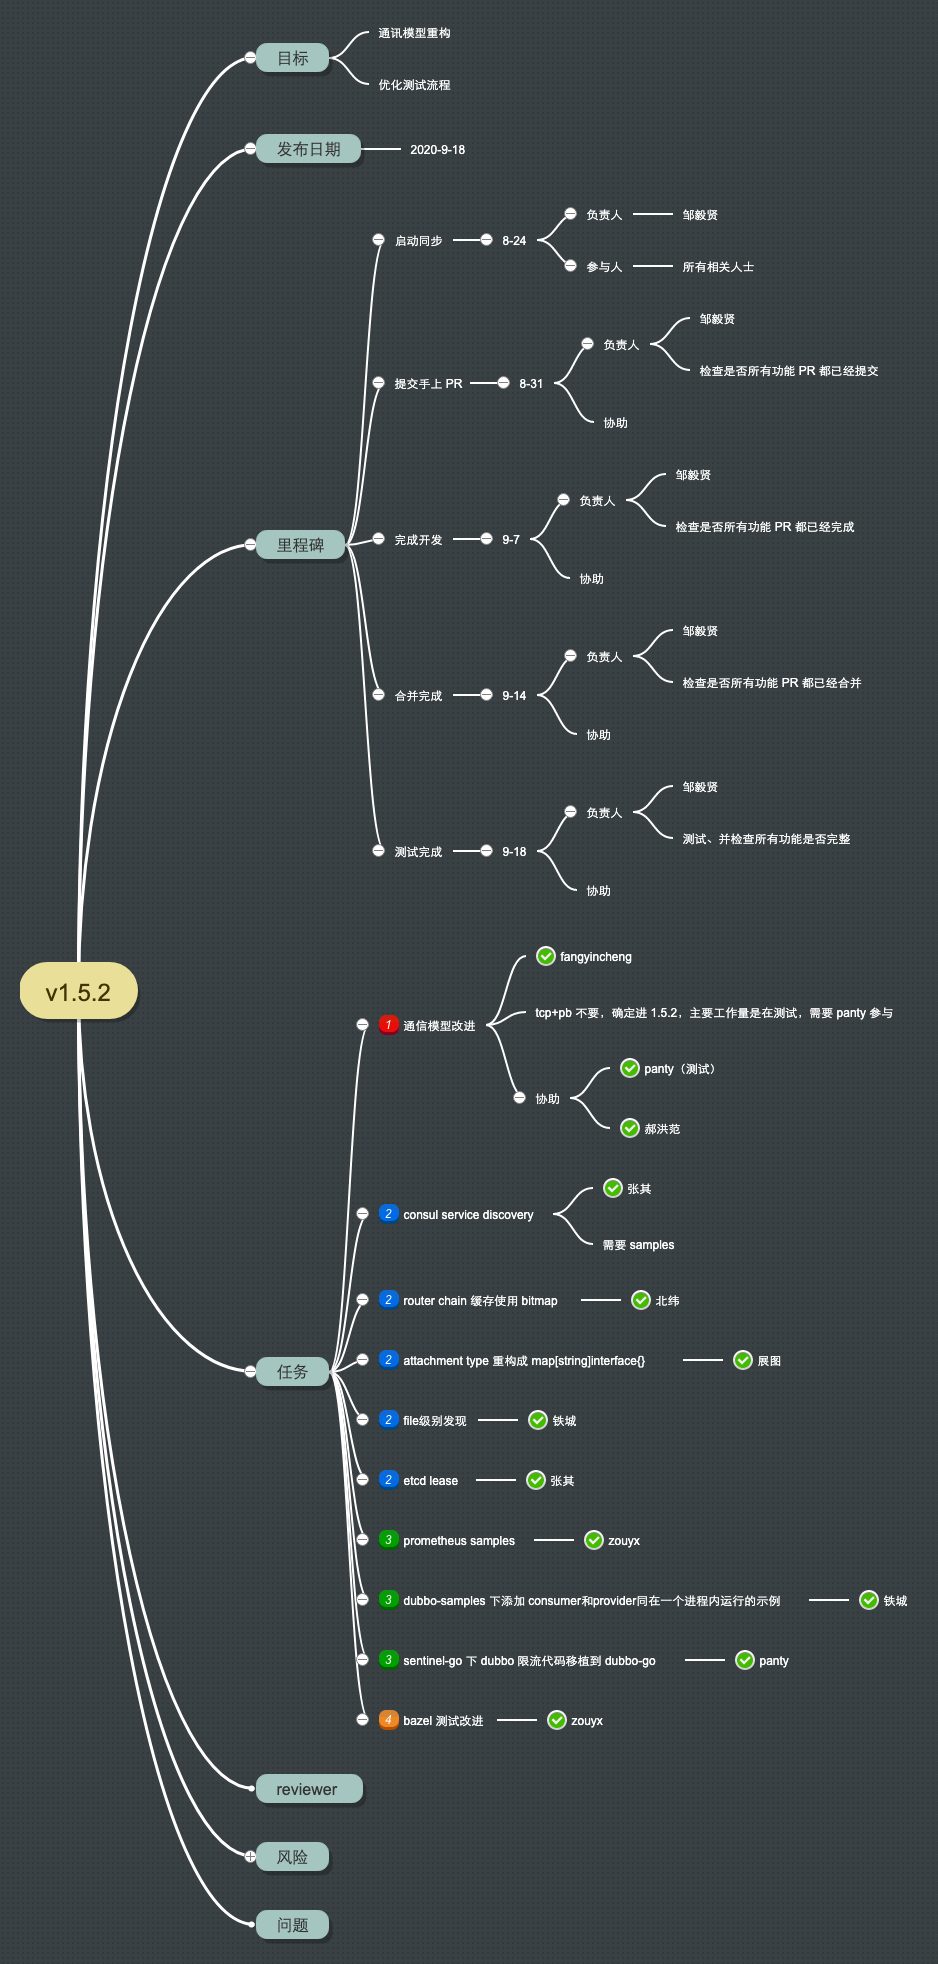 v1.5.2
目标
通讯模型重构
优化测试流程
发布日期
2020-9-18
里程碑
启动同步
8-24
负责人
邹毅贤
参与人
所有相关人士
提交手上 PR
8-31
负责人
邹毅贤
检查是否所有功能 PR 都已经提交
协助
完成开发
9-7
负责人
邹毅贤
检查是否所有功能 PR 都已经完成
协助
合并完成
9-14
负责人
邹毅贤
检查是否所有功能 PR 都已经合并
协助
测试完成
9-18
负责人
邹毅贤
测试、并检查所有功能是否完整
协助
任务
1 通信模型改进
fangyincheng
tcp+pb 不要，确定进 1.5.2，主要工作量是在测试，需要 panty 参与
协助
panty（测试）
郝洪范
2 consul service discovery
张其
需要 samples
2 router chain 缓存使用 bitmap
北纬
2 attachment type 重构成 map[string]interface{}
展图
2 file级别发现
铁城
2 etcd lease
张其
3 prometheus samples
zouyx
3 dubbo-samples 下添加 consumer和provider同在一个进程内运行的示例
铁城
3 sentinel-go 下 dubbo 限流代码移植到 dubbo-go
panty
4 bazel 测试改进
zouyx
reviewer
风险
问题